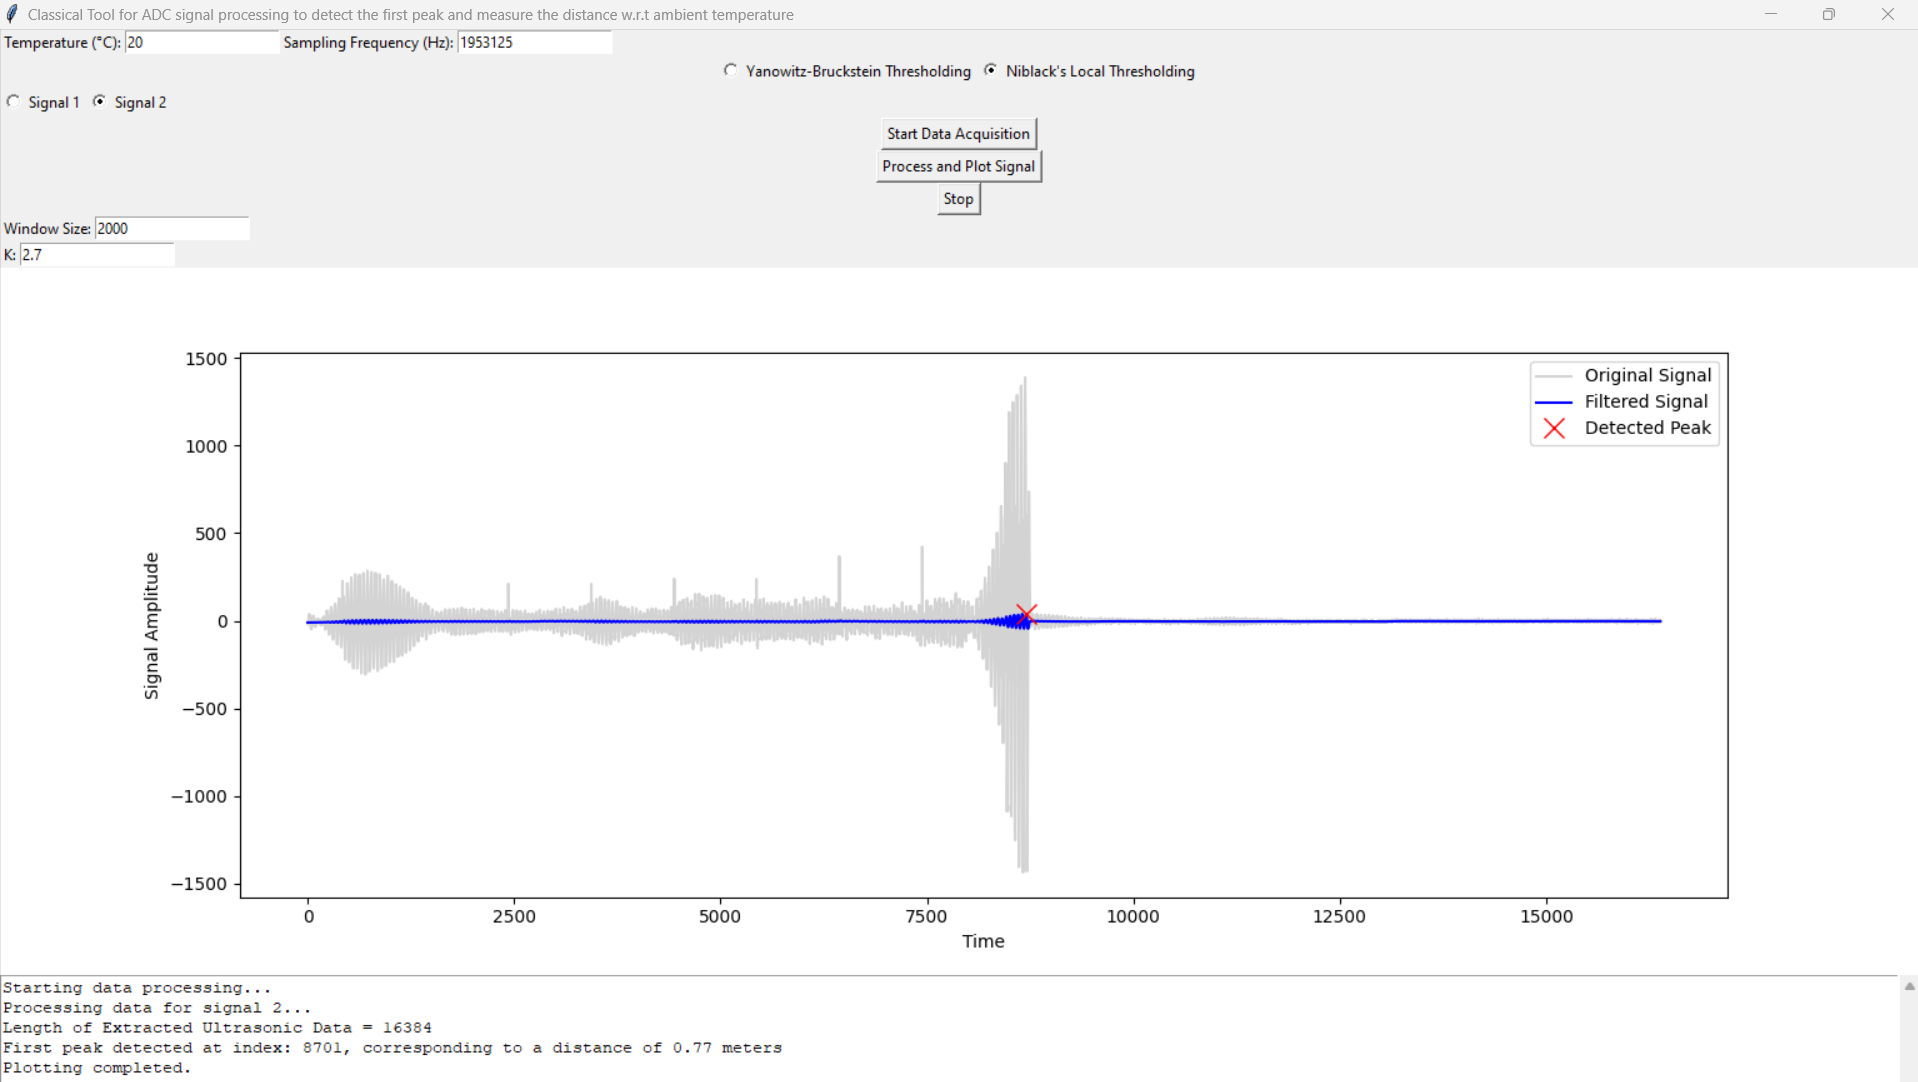 Classical Tool for ADC signal processing to detect the first peak and measure the distance w.r.t ambient temperature
Temperature (°C): 20 Sampling Frequency (Hz): 1953125
Yanowitz-Bruckstein Thresholding Niblack's Local Thresholding
Signal 1 Signal 2
Start Data Acquisition
Process and Plot Signal
Stop
Window Size: 2000
K: 2.7
1500
1000
500
0
−500
−1000
−1500
Signal Amplitude
Original Signal
Filtered Signal
Detected Peak
0 2500 5000 7500 10000 12500 15000
Time
Starting data processing...
Processing data for signal 2...
Length of Extracted Ultrasonic Data = 16384
First peak detected at index: 8701, corresponding to a distance of 0.77 meters
Plotting completed.